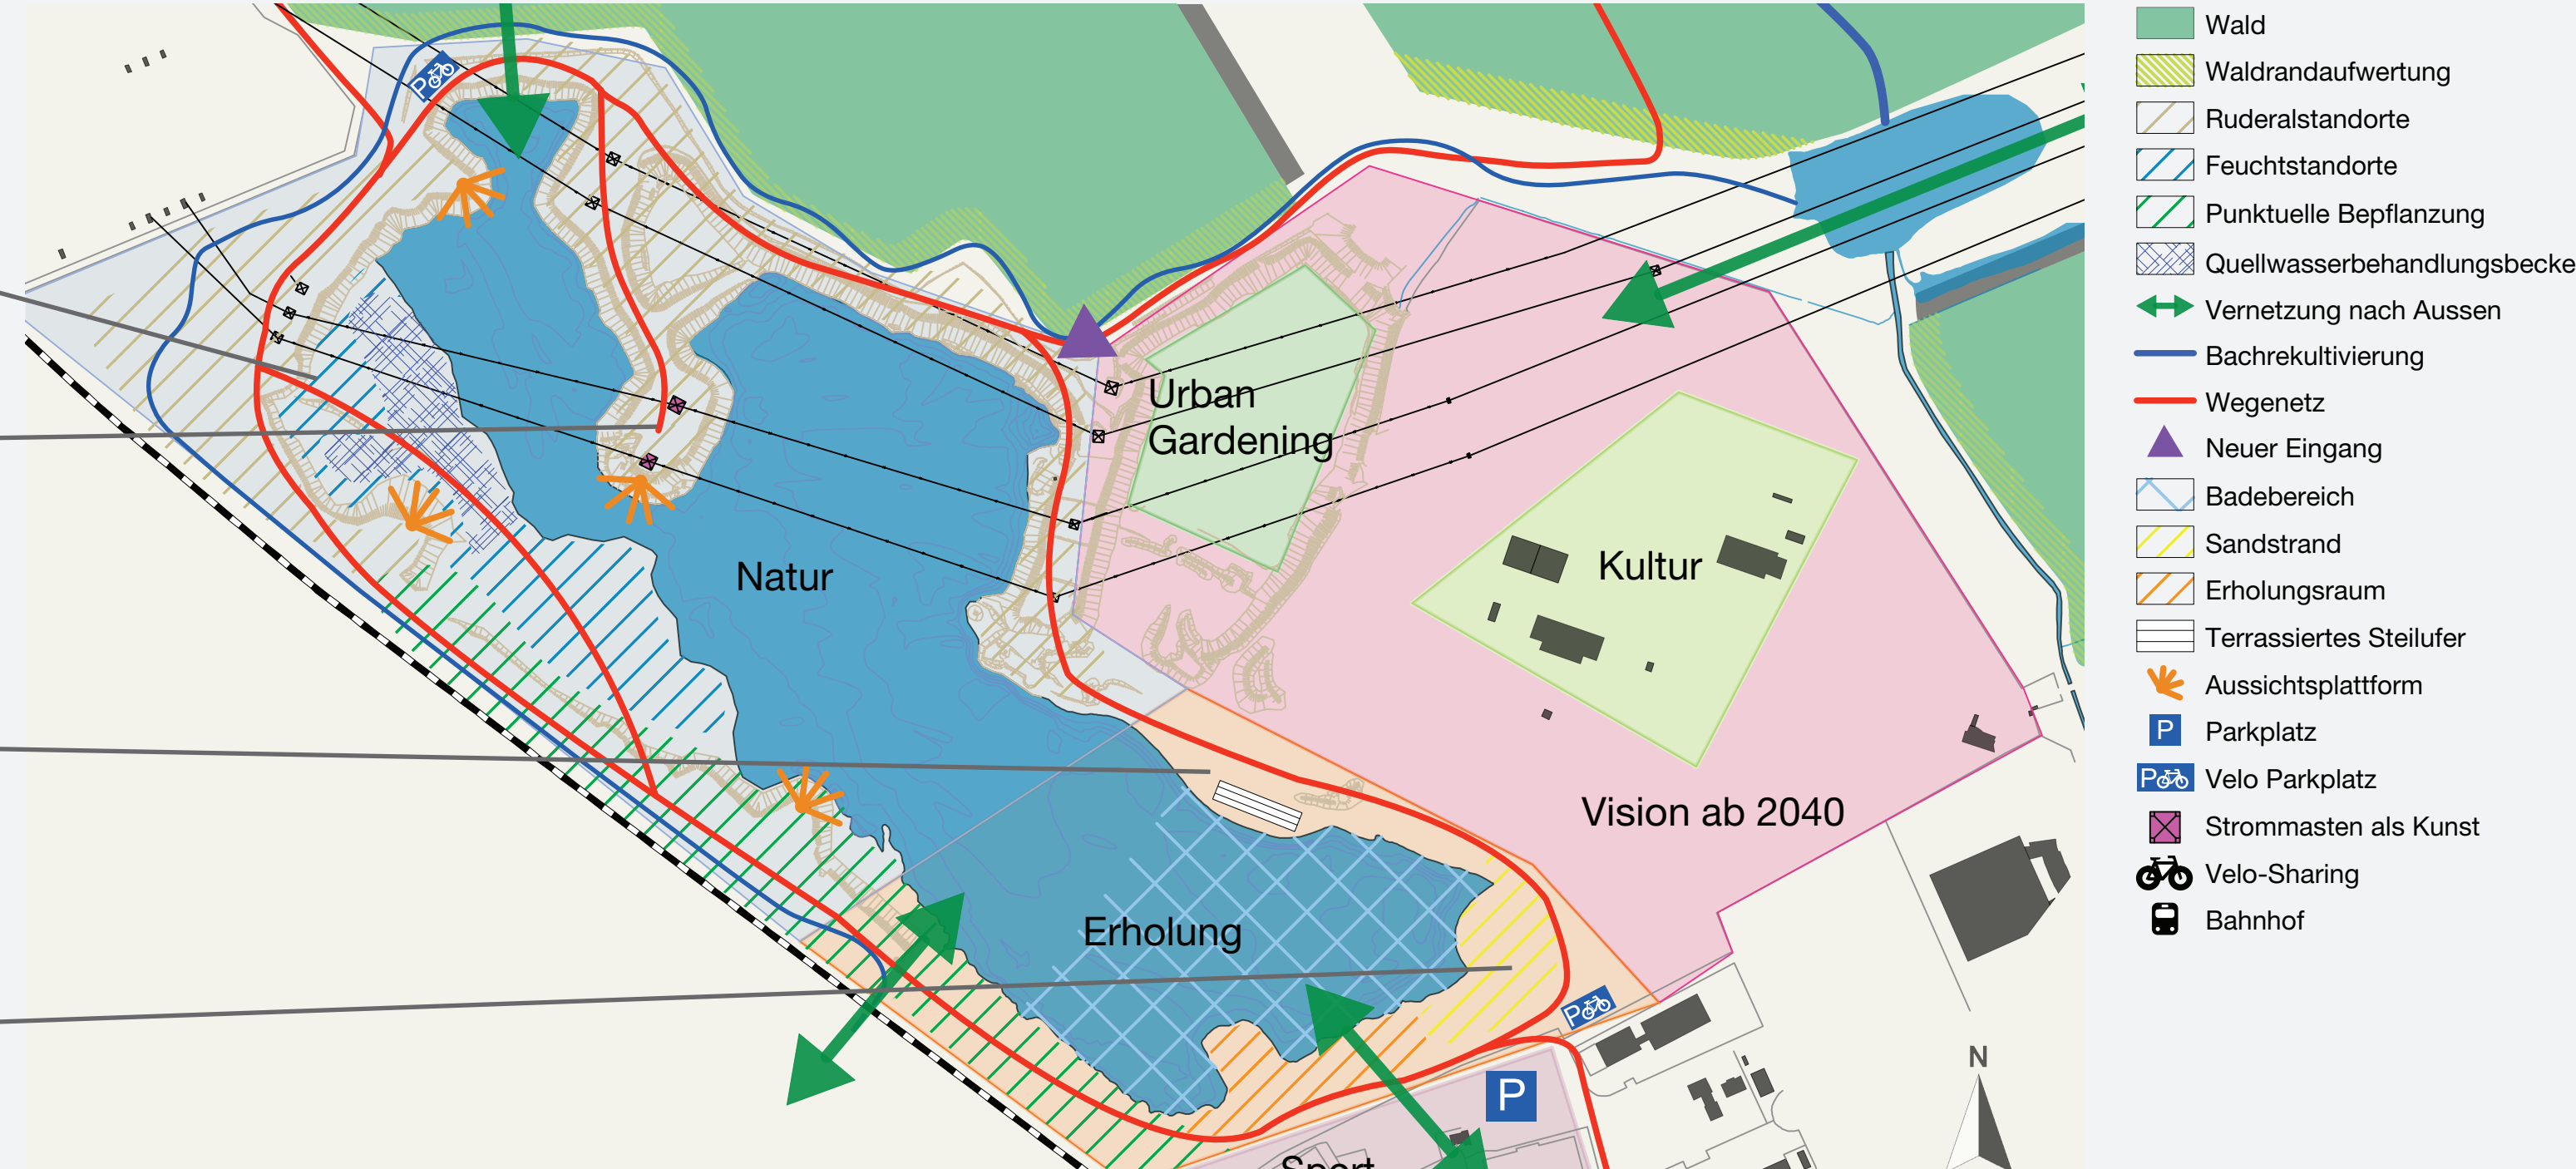 P
Urban
Gardening
Natur
Kultur
Vision ab 2040
Erholung
P
P
Sport
N
Wald
Waldrandaufwertung
Ruderalstandorte
Feuchtstandorte
Punktuelle Bepflanzung
Quellwasserbehandlungsbecke
Vernetzung nach Aussen
Bachrekultivierung
Wegenetz
Neuer Eingang
Badebereich
Sandstrand
Erholungsraum
Terrassiertes Steilufer
Aussichtsplattform
P Parkplatz
P Velo Parkplatz
Strommasten als Kunst
Velo-Sharing
Bahnhof